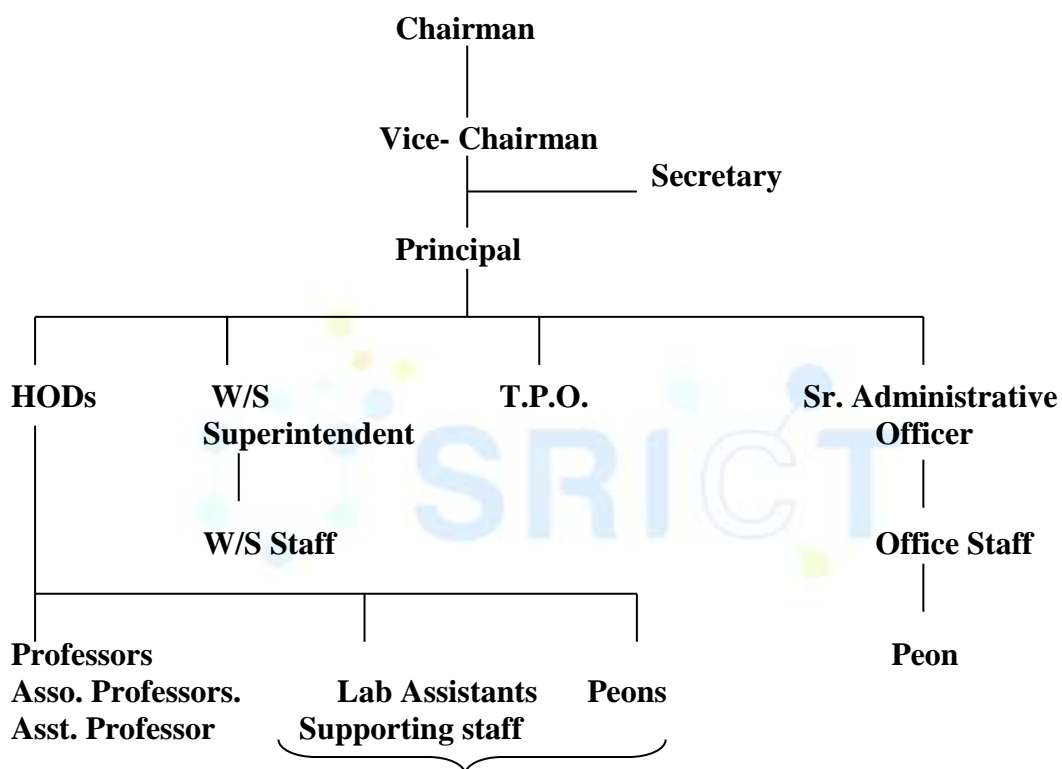 Chairman
Vice- Chairman
Secretary
Principal
HODs
W/S
Superintendent
T.P.O.
Sr. Administrative
Officer
SRICT
W/S Staff
Office Staff
Professors
Asso. Professors.
Asst. Professor
Lab Assistants
Supporting staff
Peons
Peon